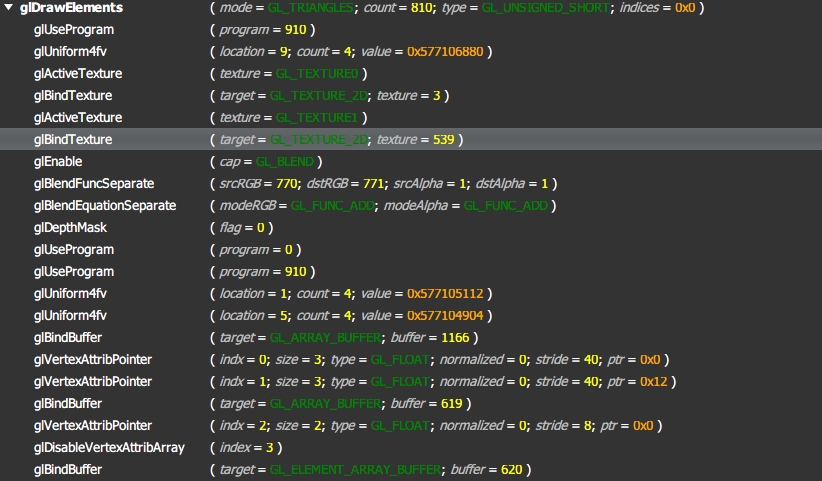 glDrawElements ( mode = GL_TRIANGLES; count = 810; type = GL_UNSIGNED_SHORT; indices = 0x0 )
glUseProgram ( program = 910 )
glUniform4fv ( location = 9; count = 4; value = 0x577106880 )
glActiveTexture ( texture = GL_TEXTURE0 )
glBindTexture ( target = GL_TEXTURE_2D; texture = 3 )
glActiveTexture ( texture = GL_TEXTURE1 )
glBindTexture ( target = GL_TEXTURE_2D; texture = 539 )
glEnable ( cap = GL_BLEND )
glBlendFuncSeparate ( srcRGB = 770; dstRGB = 771; srcAlpha = 1; dstAlpha = 1 )
glBlendEquationSeparate ( modeRGB = GL_FUNC_ADD; modeAlpha = GL_FUNC_ADD )
glDepthMask ( flag = 0 )
glUseProgram ( program = 0 )
glUseProgram ( program = 910 )
glUniform4fv ( location = 1; count = 4; value = 0x577105112 )
glUniform4fv ( location = 5; count = 4; value = 0x577104904 )
glBindBuffer ( target = GL_ARRAY_BUFFER; buffer = 1166 )
glVertexAttribPointer ( indx = 0; size = 3; type = GL_FLOAT; normalized = 0; stride = 40; ptr = 0x0 )
glVertexAttribPointer ( indx = 1; size = 3; type = GL_FLOAT; normalized = 0; stride = 40; ptr = 0x12 )
glBindBuffer ( target = GL_ARRAY_BUFFER; buffer = 619 )
glVertexAttribPointer ( indx = 2; size = 2; type = GL_FLOAT; normalized = 0; stride = 8; ptr = 0x0 )
glDisableVertexAttribArray ( index = 3 )
glBindBuffer ( target = GL_ELEMENT_ARRAY_BUFFER; buffer = 620 )